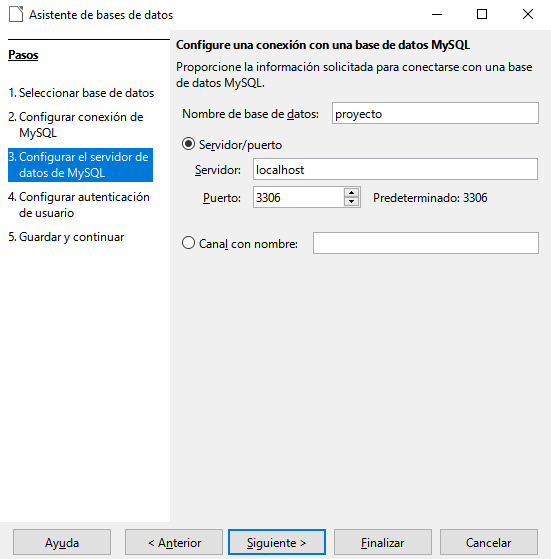 Asistente de bases de datos
Pasos
1. Seleccionar base de datos
2. Configurar conexión de
MySQL
3. Configurar el servidor de
datos de MySQL
4. Configurar autenticación
de usuario
5. Guardar y continuar
Configure una conexión con una base de datos MySQL
Proporcione la información solicitada para conectarse con una base
de datos MySQL.
Nombre de base de datos: proyecto
Servidor/puerto
Servidor: localhost
Puerto: 3306 Predeterminado: 3306
Canal con nombre:
Ayuda < Anterior Siguiente > Finalizar Cancelar